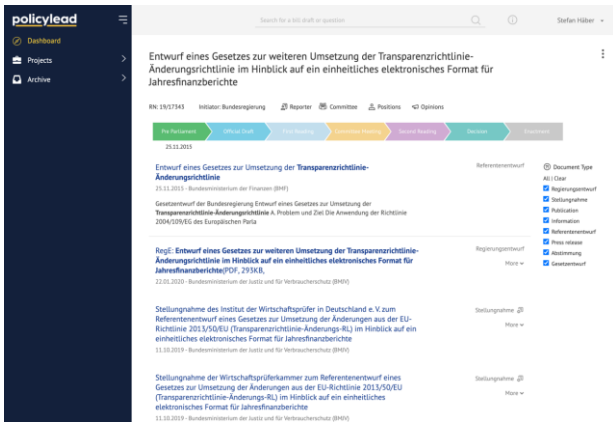 policylead
Search for a bill draft or question
Stefan Häber
Dashboard
Projects
Archive
Entwurf eines Gesetzes zur weiteren Umsetzung der Transparenzrichtlinie-
Änderungsrichtlinie im Hinblick auf ein einheitliches elektronisches Format für
Jahresfinanzberichte
RN: 19/17343 Initiator: Bundesregierung Reporter Committee Positions Opinions
Pre Parliament Official Draft First Reading Committee Meeting Second Reading Decision Enactment
25.11.2015
Entwurf eines Gesetzes zur Umsetzung der Transparenzrichtlinie-
Änderungsrichtlinie
Referentenentwurf
25.11.2015 - Bundesministerium der Finanzen (BMF)
Gesetzentwurf der Bundesregierung Entwurf eines Gesetzes zur Umsetzung der
Transparenzrichtlinie-Änderungsrichtlinie A. Problem und Ziel Die Anwendung der Richtlinie
2004/109/EG des Europäischen Parla
RegE: Entwurf eines Gesetzes zur weiteren Umsetzung der Transparenzrichtlinie-
Änderungsrichtlinie im Hinblick auf ein einheitliches elektronisches Format für
Jahresfinanzberichte(PDF, 293KB,
Regierungsentwurf
More
22.01.2020 - Bundesministerium der Justiz und für Verbraucherschutz (BMJV)
Stellungnahme des Institut der Wirtschaftsprüfer in Deutschland e. V. zum
Referentenentwurf eines Gesetzes zur Umsetzung der Änderungen aus der EU-
Richtlinie 2013/50/EU (Transparenzrichtlinie-Änderungs-RL) im Hinblick auf ein
einheitliches elektronisches Format für Jahresfinanzberichte
Stellungnahme
More
11.10.2019 - Bundesministerium der Justiz und für Verbraucherschutz (BMJV)
Stellungnahme der Wirtschaftsprüferkammer zum Referentenentwurf eines
Gesetzes zur Umsetzung der Änderungen aus der EU-Richtlinie 2013/50/EU
(Transparenzrichtlinie-Änderungs-RL) im Hinblick auf ein einheitliches
elektronisches Format für Jahresfinanzberichte
Stellungnahme
More
11.10.2019 - Bundesministerium der Justiz und für Verbraucherschutz (BMJV)
Document Type
All | Clear
Regierungsentwurf
Stellungnahme
Publication
Information
Referentenentwurf
Press release
Abstimmung
Gesetzentwurf